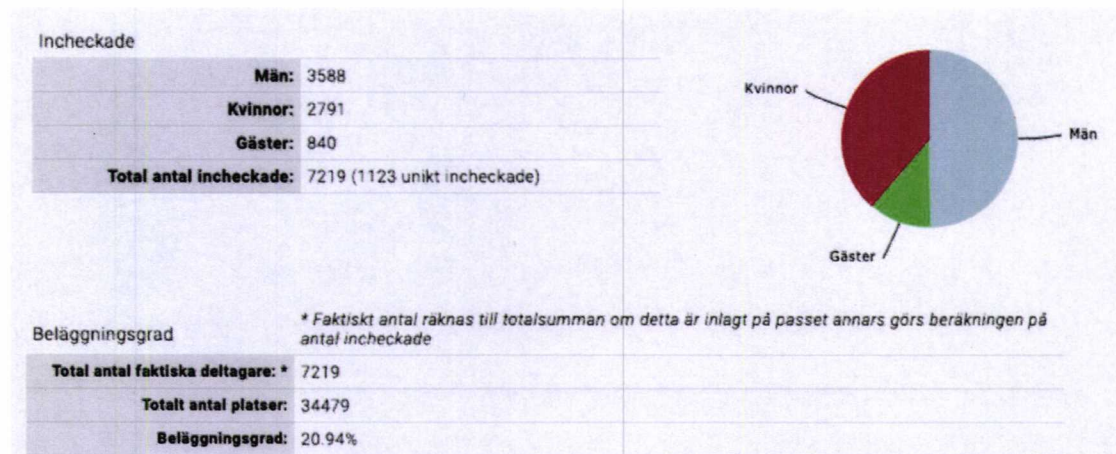 Incheckade
Män: 3588
Kvinnor: 2791
Gäster: 840
Total antal incheckade: 7219 (1123 unikt incheckade)
Kvinnor
Män
Gäster
Beläggningsgrad
* Faktiskt antal räknas till totalsumman om detta är inlagt på passet annars görs beräkningen på
antal incheckade
Total antal faktiska deltagare: * 7219
Totalt antal platser: 34479
Beläggningsgrad: 20.94%